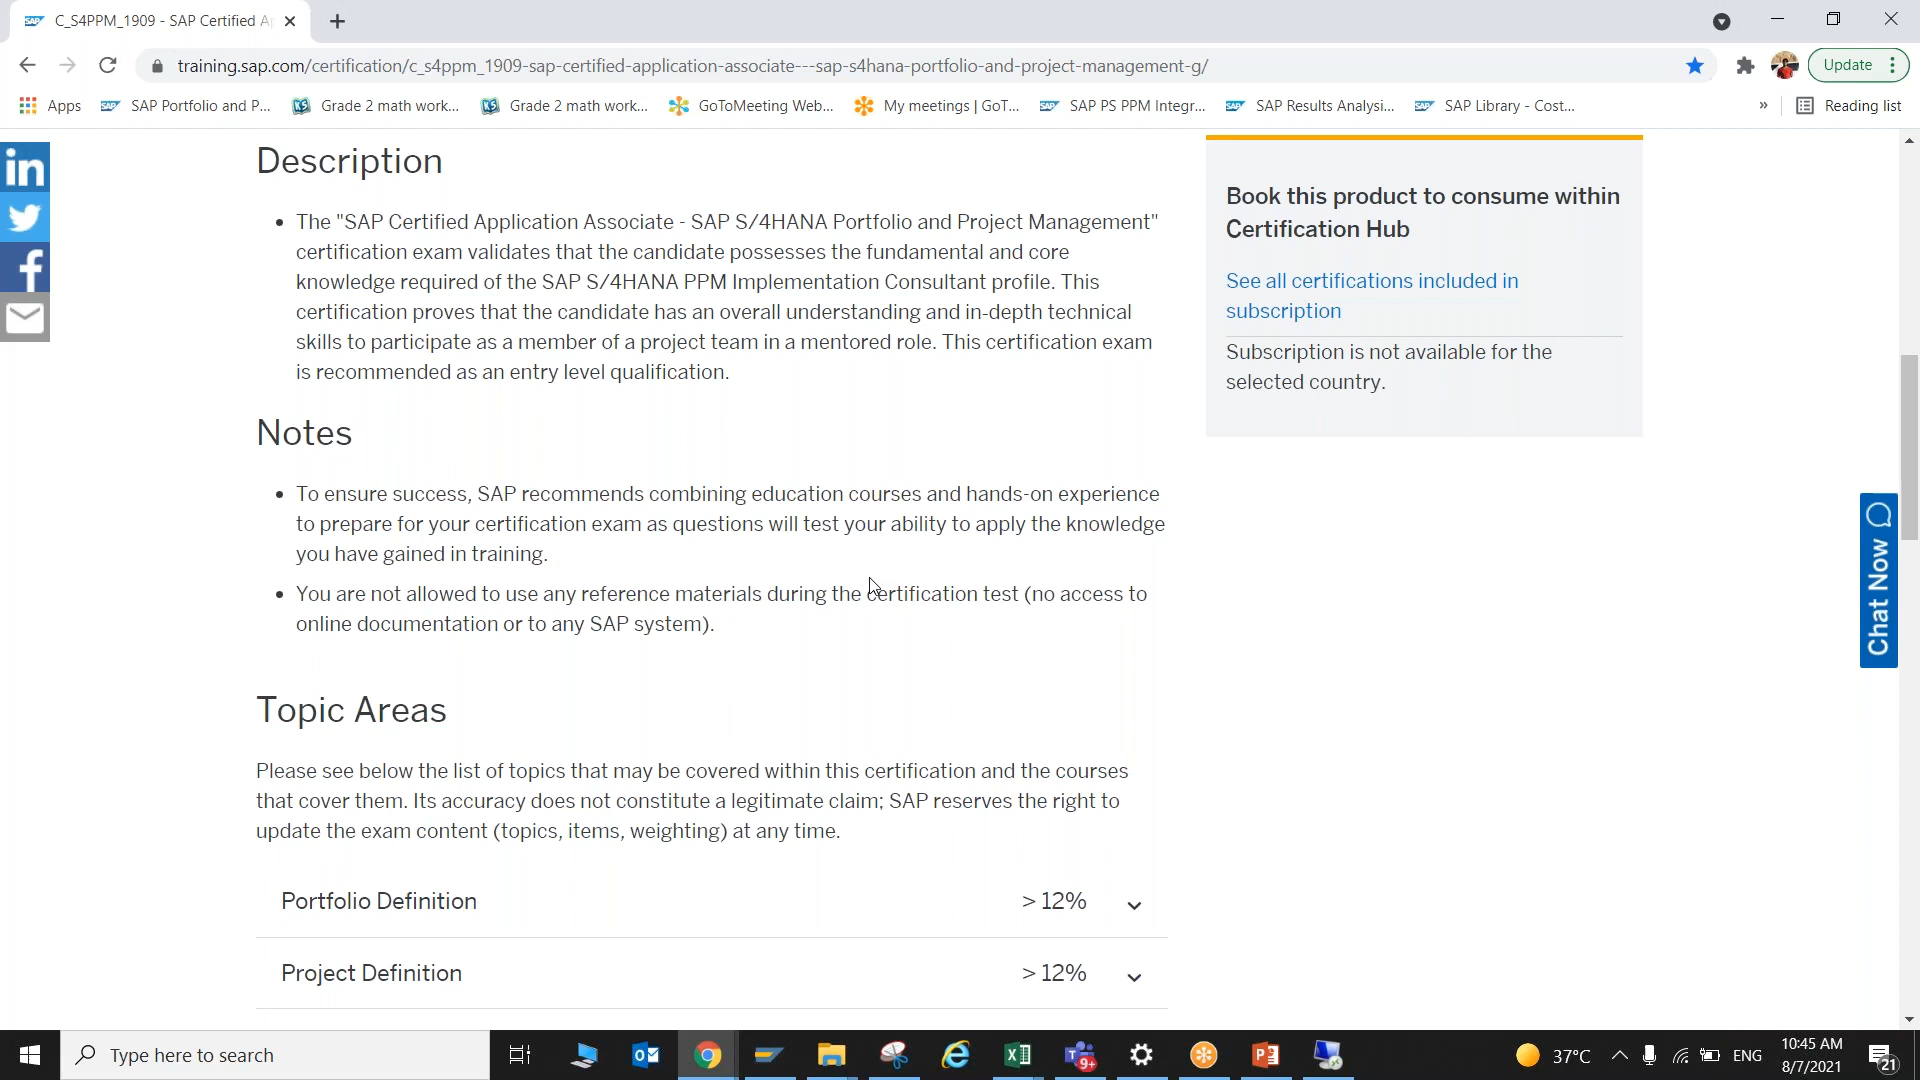 C_S4PPM_1909 - SAP Certified Ap
training.sap.com/certification/c_s4ppm_1909-sap-certified-application-associate---sap-s4hana-portfolio-and-project-management-g/
Update
Apps
SAP Portfolio and P...
Grade 2 math work...
Grade 2 math work...
GoToMeeting Web...
My meetings | GoT...
SAP PS PPM Integr...
SAP Results Analysi...
SAP Library - Cost...
»
Reading list
Description
• The "SAP Certified Application Associate - SAP S/4HANA Portfolio and Project Management"
certification exam validates that the candidate possesses the fundamental and core
knowledge required of the SAP S/4HANA PPM Implementation Consultant profile. This
certification proves that the candidate has an overall understanding and in-depth technical
skills to participate as a member of a project team in a mentored role. This certification exam
is recommended as an entry level qualification.
Book this product to consume within
Certification Hub
See all certifications included in
subscription
Subscription is not available for the
selected country.
Notes
• To ensure success, SAP recommends combining education courses and hands-on experience
to prepare for your certification exam as questions will test your ability to apply the knowledge
you have gained in training.
• You are not allowed to use any reference materials during the certification test (no access to
online documentation or to any SAP system).
Chat Now
Topic Areas
Please see below the list of topics that may be covered within this certification and the courses
that cover them. Its accuracy does not constitute a legitimate claim; SAP reserves the right to
update the exam content (topics, items, weighting) at any time.
Portfolio Definition > 12%
Project Definition > 12%
Type here to search
9+
37°C
ENG
10:45 AM
8/7/2021
21